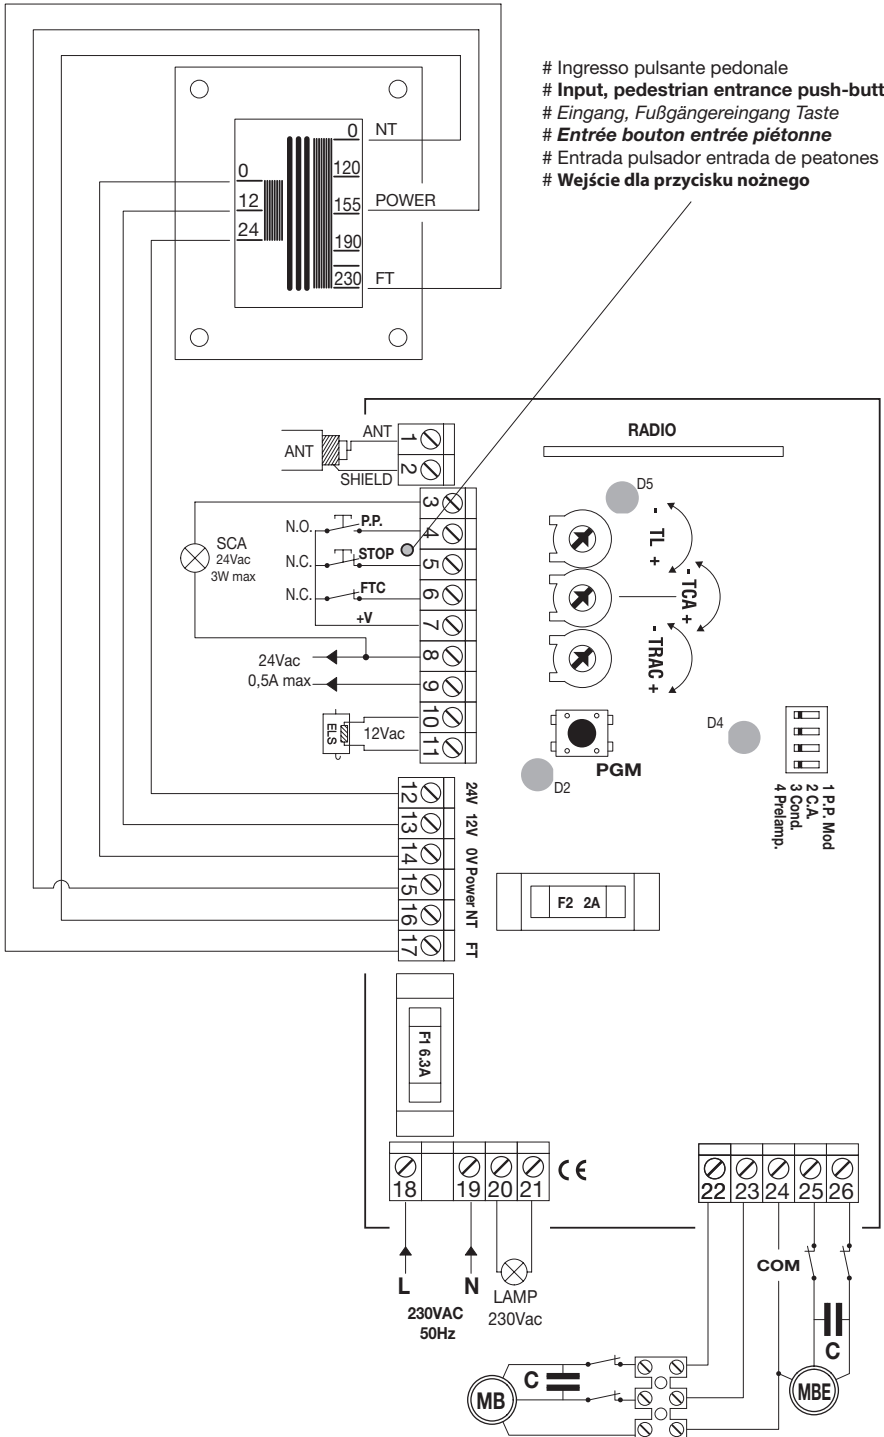 # Ingresso pulsante pedonale
# Input, pedestrian entrance push-butt
# Eingang, Fußgängereingang Taste
# Entrée bouton entrée piétonne
# Entrada pulsador entrada de peatones
# Wejście dla przycisku nożnego
0 NT
120
155 POWER
190
230 FT
0
12
24
ANT
ANT
SHIELD
1
2
RADIO
D5
- TL +
- TCA +
- TRAC +
SCA
24Vac
3W max
N.O. P.P.
N.C. STOP
N.C. FTC
+V
3
4
5
6
7
8
9
10
11
24Vac
0,5A max
ELS
12Vac
PGM
D2
D4
1 P.P. Mod
2 C.A.
3 Cond.
4 Prelamp.
12 24V
13 12V
14 0V
15 Power
16 NT
17 FT
F2 2A
F1 6.3A
18 19 20 21
CE
22 23 24 25 26
L
N
230VAC
50Hz
LAMP
230Vac
COM
C
MBE
C
MB